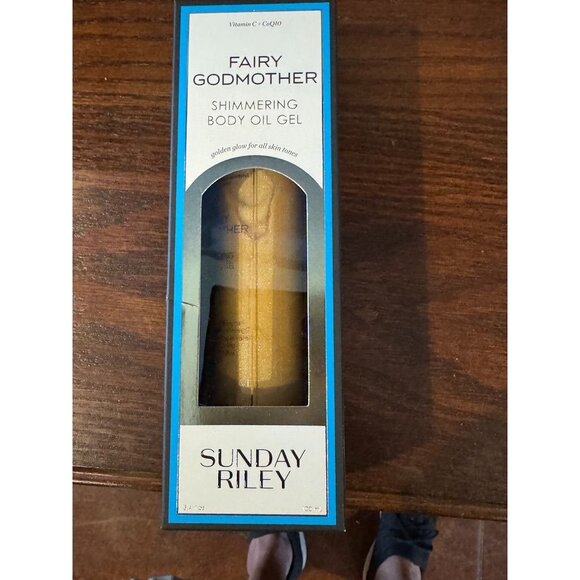 Vitamin C + CoQ10
FAIRY
GODMOTHER
SHIMMERING
BODY OIL GEL
golden glow for all skin tones
SUNDAY
RILEY